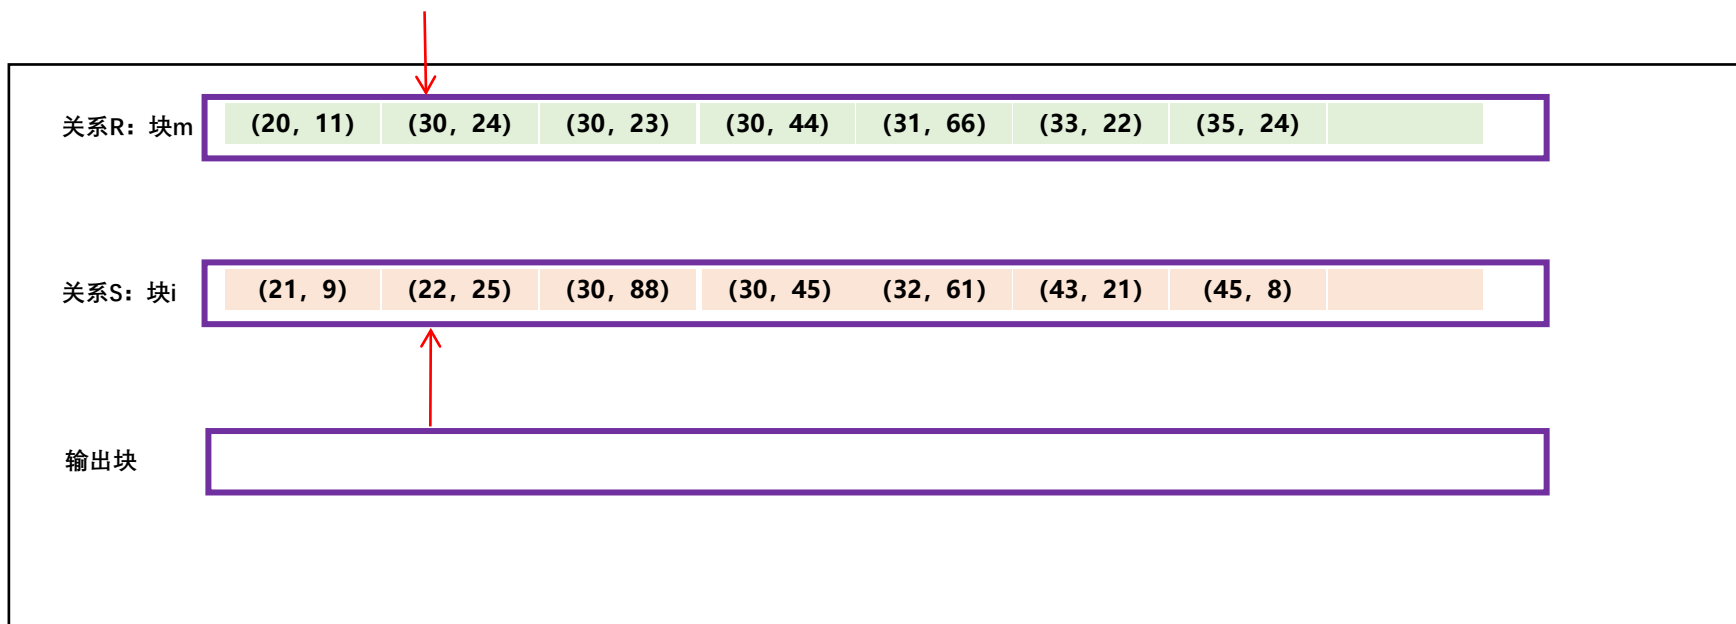 关系R：块m (20，11) (30，24) (30，23) (30，44) (31，66) (33，22) (35，24)
关系S：块i (21，9) (22，25) (30，88) (30，45) (32，61) (43，21) (45，8)
输出块